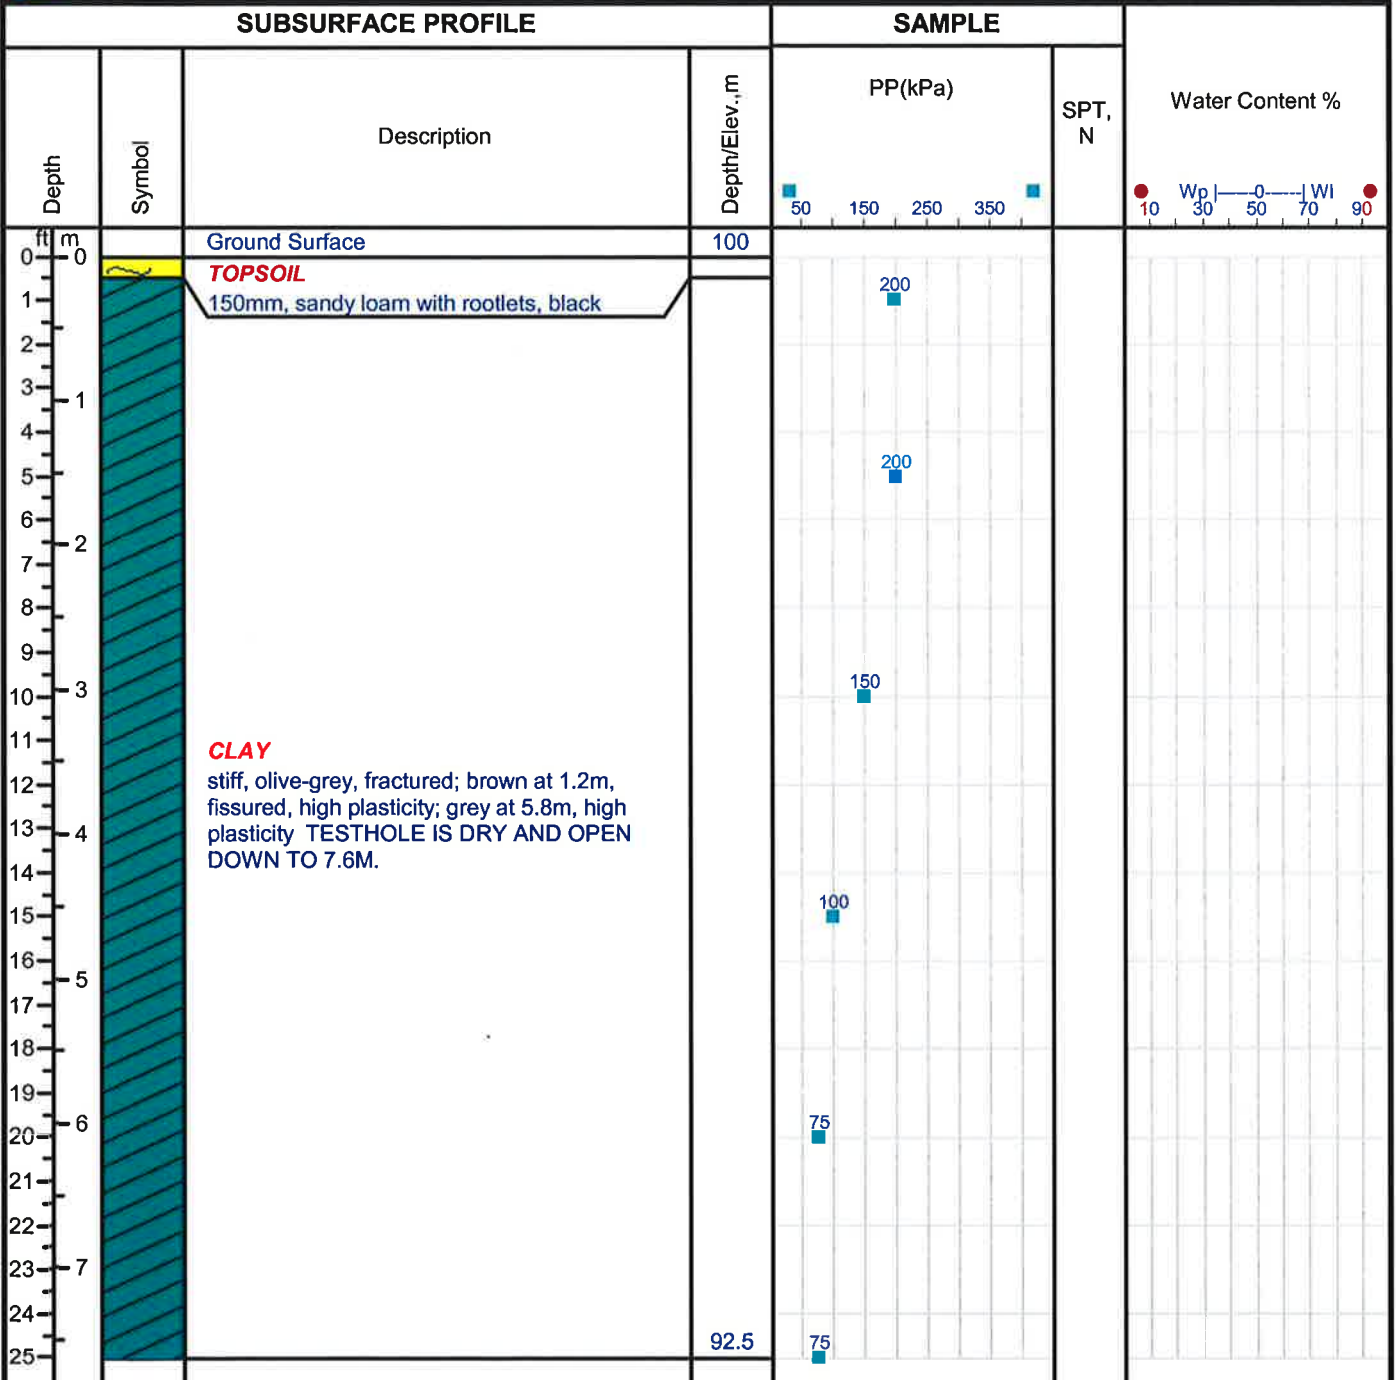 SUBSURFACE PROFILE
SAMPLE
Depth
Symbol
Description
Depth/Elev.,m
PP(kPa)
50 150 250 350
SPT,
N
Water Content %
Wp |-----0-----| Wl
10 30 50 70 90
ft m
Ground Surface
100
0 0
TOPSOIL
150mm, sandy loam with rootlets, black
200
1
2
3
1
4
200
5
6
2
7
8
9
150
10 3
11
CLAY
stiff, olive-grey, fractured; brown at 1.2m,
12
fissured, high plasticity; grey at 5.8m, high
13
plasticity TESTHOLE IS DRY AND OPEN
4
DOWN TO 7.6M.
14
100
15
16
5
17
18
19
6
75
20
21
22
23 7
24
92.5
75
25